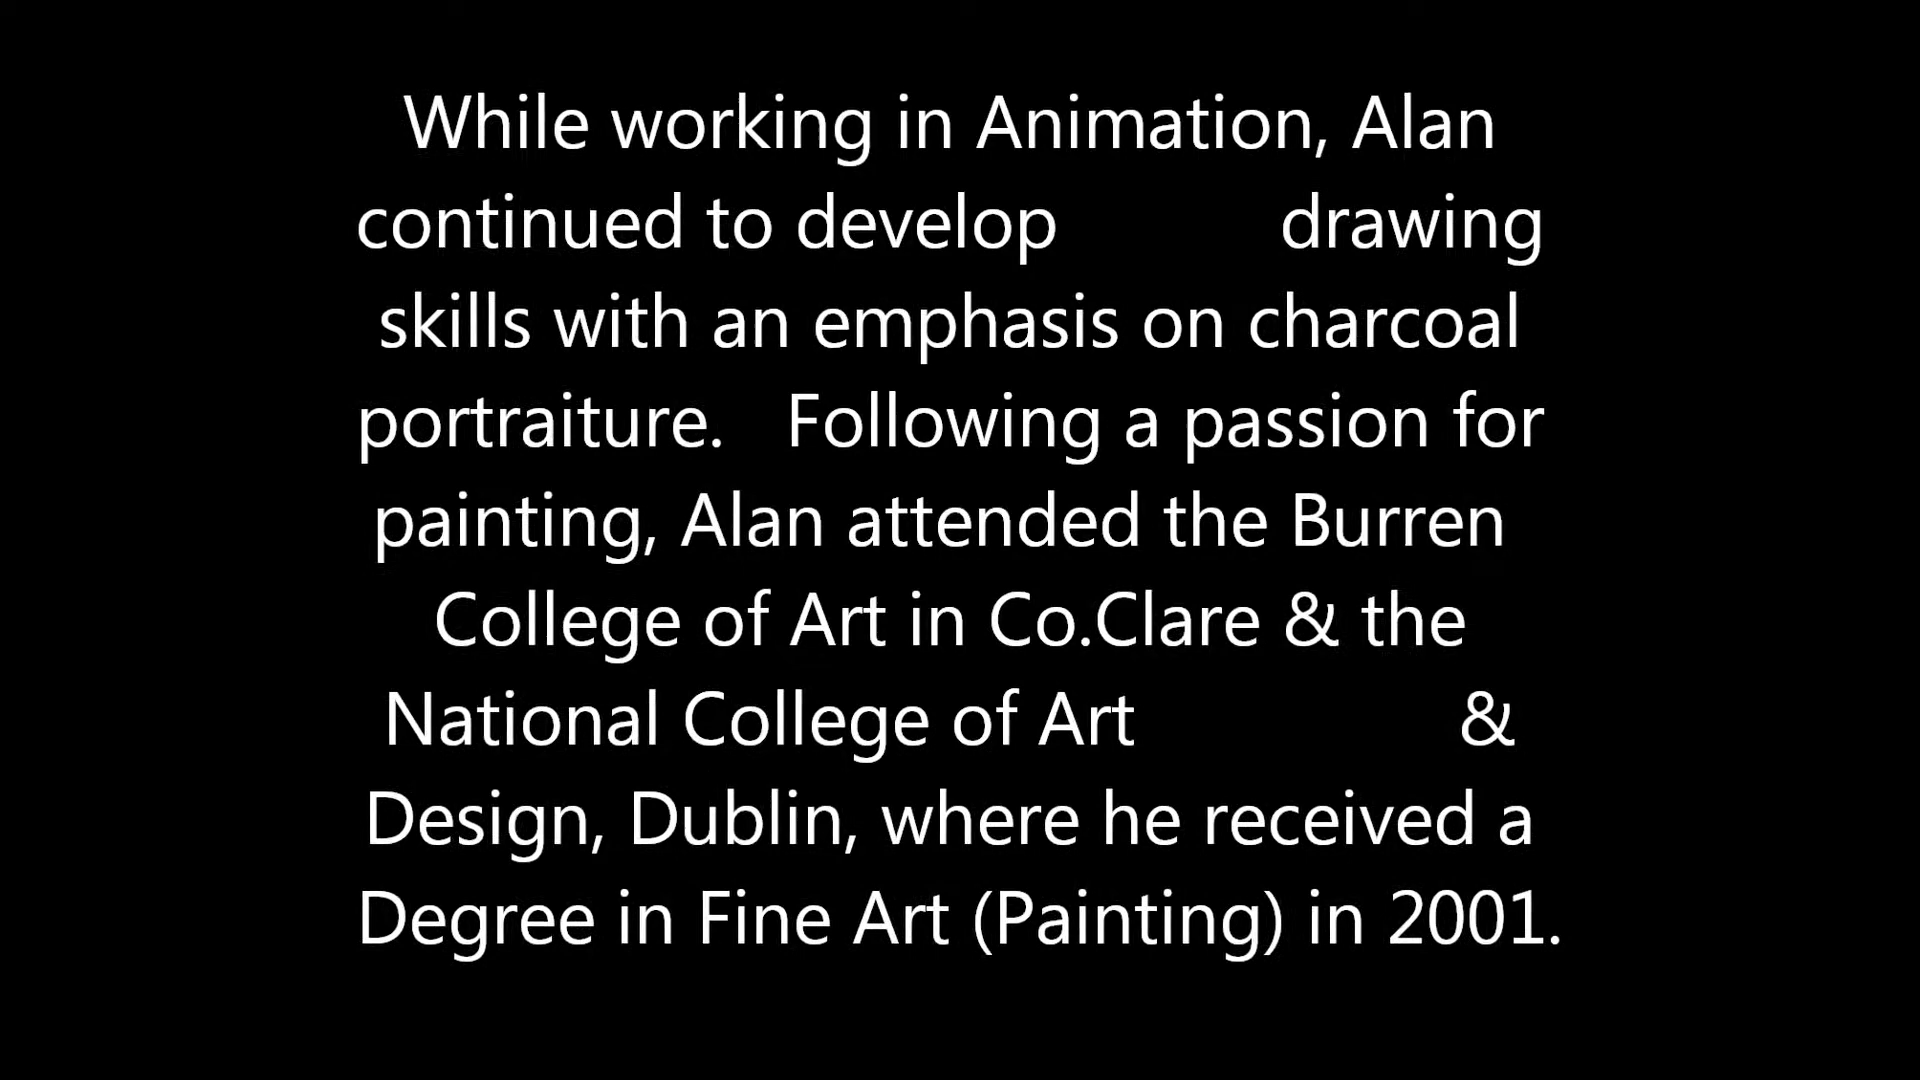 While working in Animation, Alan
continued to develop drawing
skills with an emphasis on charcoal
portraiture. Following a passion for
painting, Alan attended the Burren
College of Art in Co.Clare & the
National College of Art &
Design, Dublin, where he received a
Degree in Fine Art (Painting) in 2001.